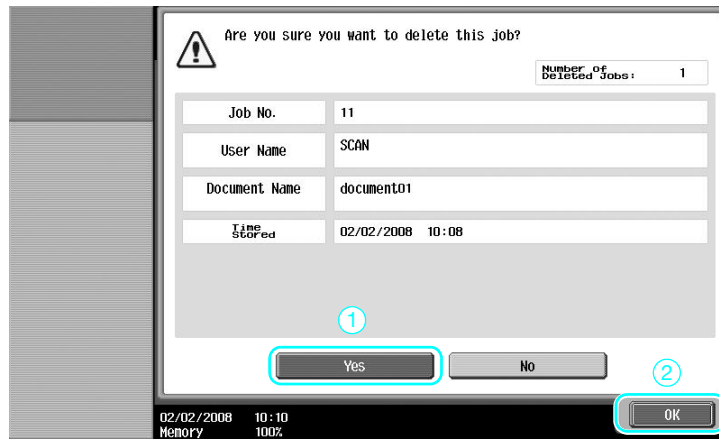 Are you sure you want to delete this job?
Number of
Deleted Jobs: 1
Job No. 11
User Name SCAN
Document Name document01
Time
Stored 02/02/2008 10:08
1
Yes No
2
OK
02/02/2008 10:10
Memory 100%